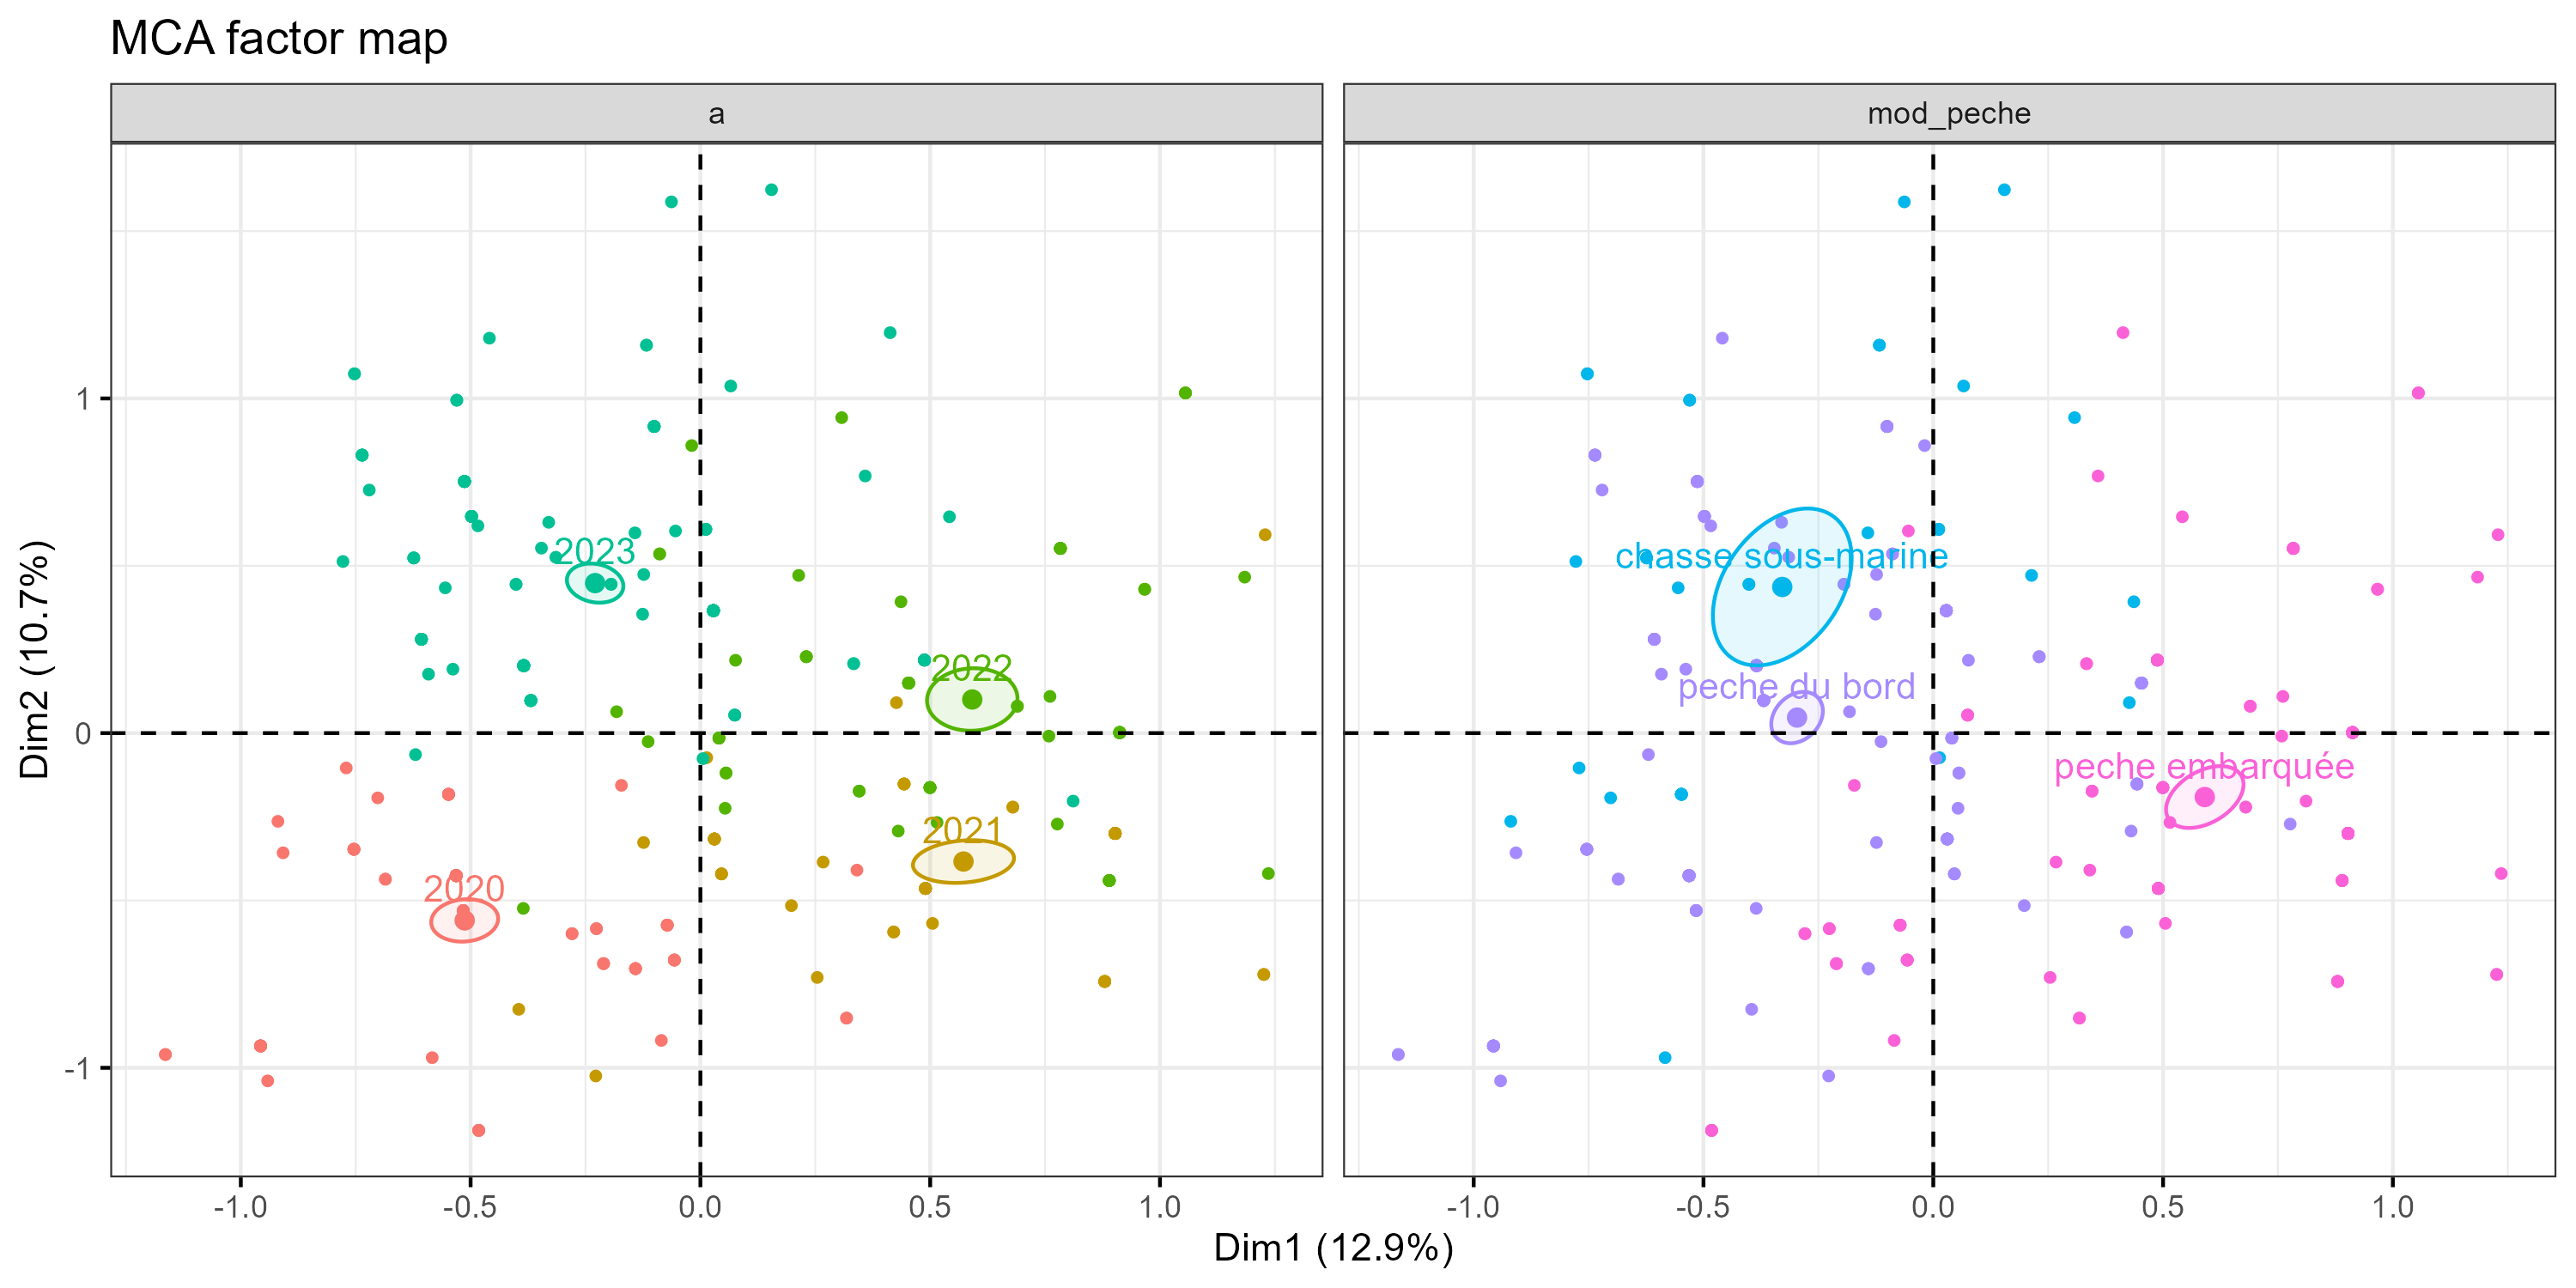 MCA factor map
a
mod_peche
Dim2 (10.7%)
1
0
-1
2023
2022
2021
2020
chasse sous-marine
peche du bord
peche embarquée
-1.0 -0.5 0.0 0.5 1.0
-1.0 -0.5 0.0 0.5 1.0
Dim1 (12.9%)